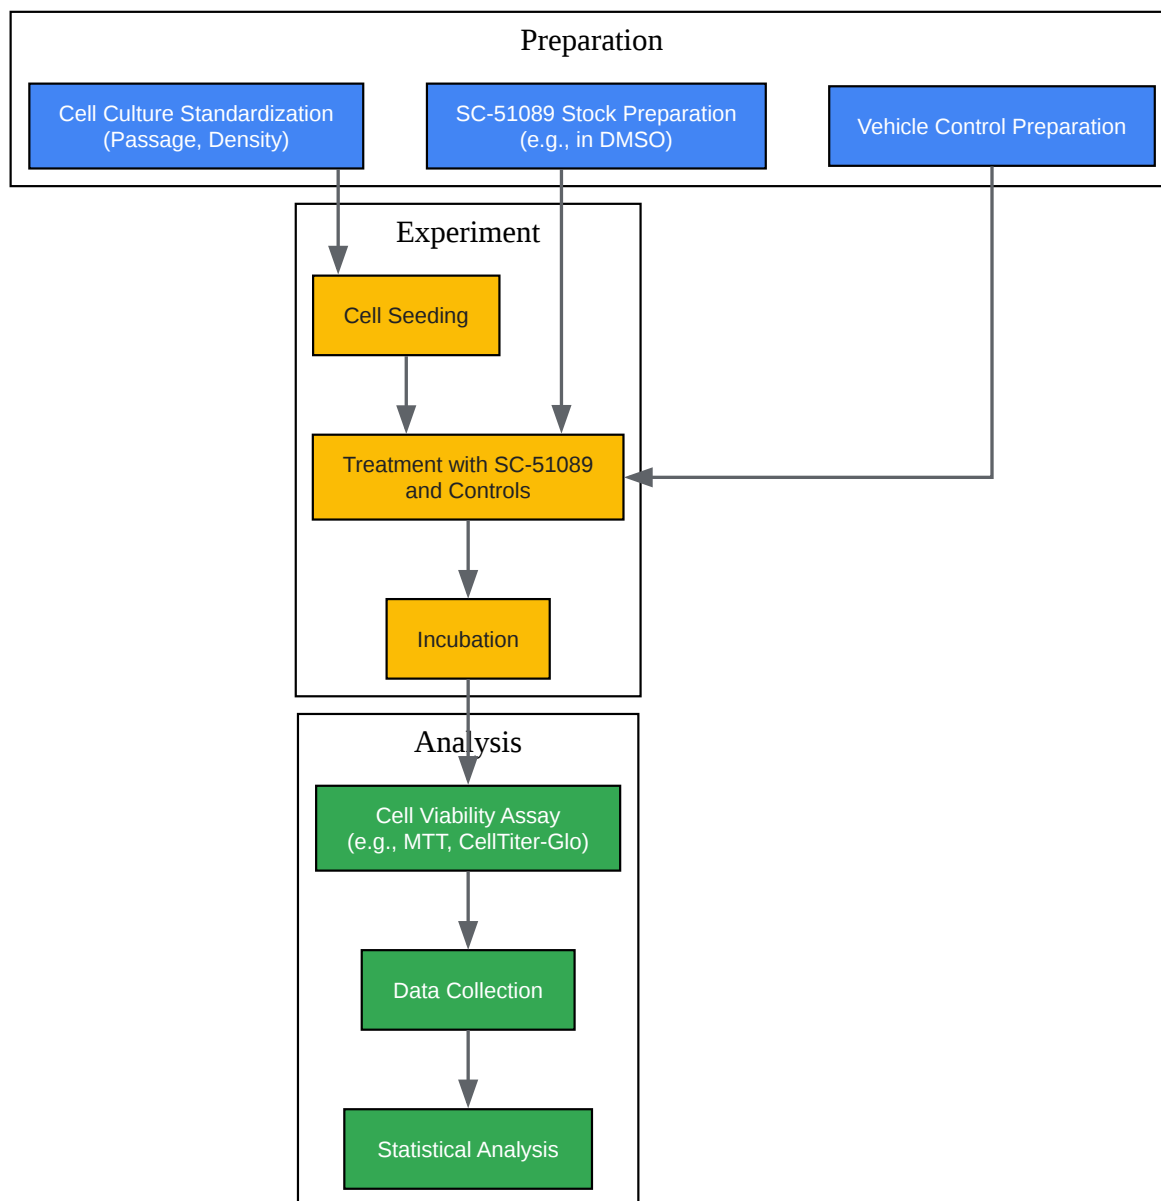 Preparation
Cell Culture Standardization
(Passage, Density)
SC-51089 Stock Preparation
(e.g., in DMSO)
Vehicle Control Preparation
Experiment
Cell Seeding
Treatment with SC-51089
and Controls
Incubation
Analysis
Cell Viability Assay
(e.g., MTT, CellTiter-Glo)
Data Collection
Statistical Analysis